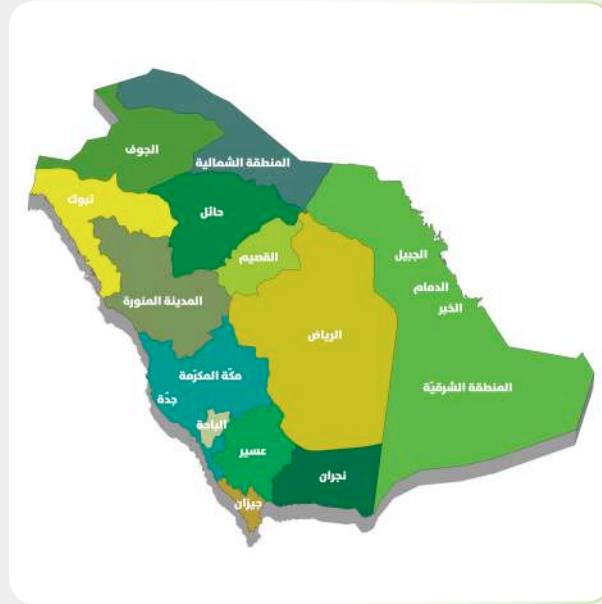 الجوف
المنطقة الشمالية
تبوك
حائل
القصيم
الجبيل
الدمام
الخبر
المدينة المنورة
الرياض
مكّة المكرّمة
المنطقة الشرقيّة
جدّة
الباحة
عسير
نجران
جيزان